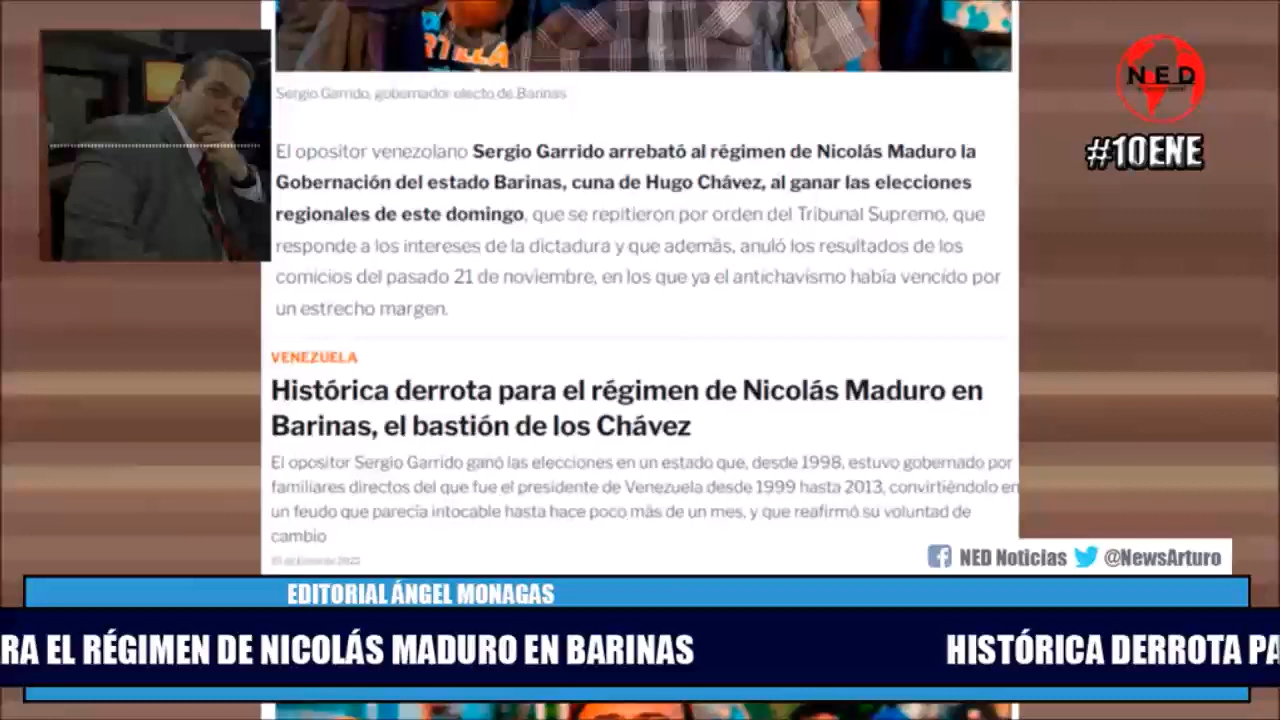 RTILLA
Sergio Garrido, gobernador electo de Barinas
NED
#10ENE
El opositor venezolano Sergio Garrido arrebató al régimen de Nicolás Maduro la
Gobernación del estado Barinas, cuna de Hugo Chávez, al ganar las elecciones
regionales de este domingo, que se repitieron por orden del Tribunal Supremo, que
responde a los intereses de la dictadura y que además, anuló los resultados de los
comicios del pasado 21 de noviembre, en los que ya el antichavismo había vencido por
un estrecho margen.
VENEZUELA
Histórica derrota para el régimen de Nicolás Maduro en
Barinas, el bastión de los Chávez
El opositor Sergio Garrido ganó las elecciones en un estado que, desde 1998, estuvo gobernado por
familiares directos del que fue el presidente de Venezuela desde 1999 hasta 2013, convirtiéndolo en
un feudo que parecía intocable hasta hace poco más de un mes, y que reafirmó su voluntad de
cambio
NED Noticias @NewsArturo
EDITORIAL ÁNGEL MONAGAS
RA EL RÉGIMEN DE NICOLÁS MADURO EN BARINAS HISTÓRICA DERROTA PA